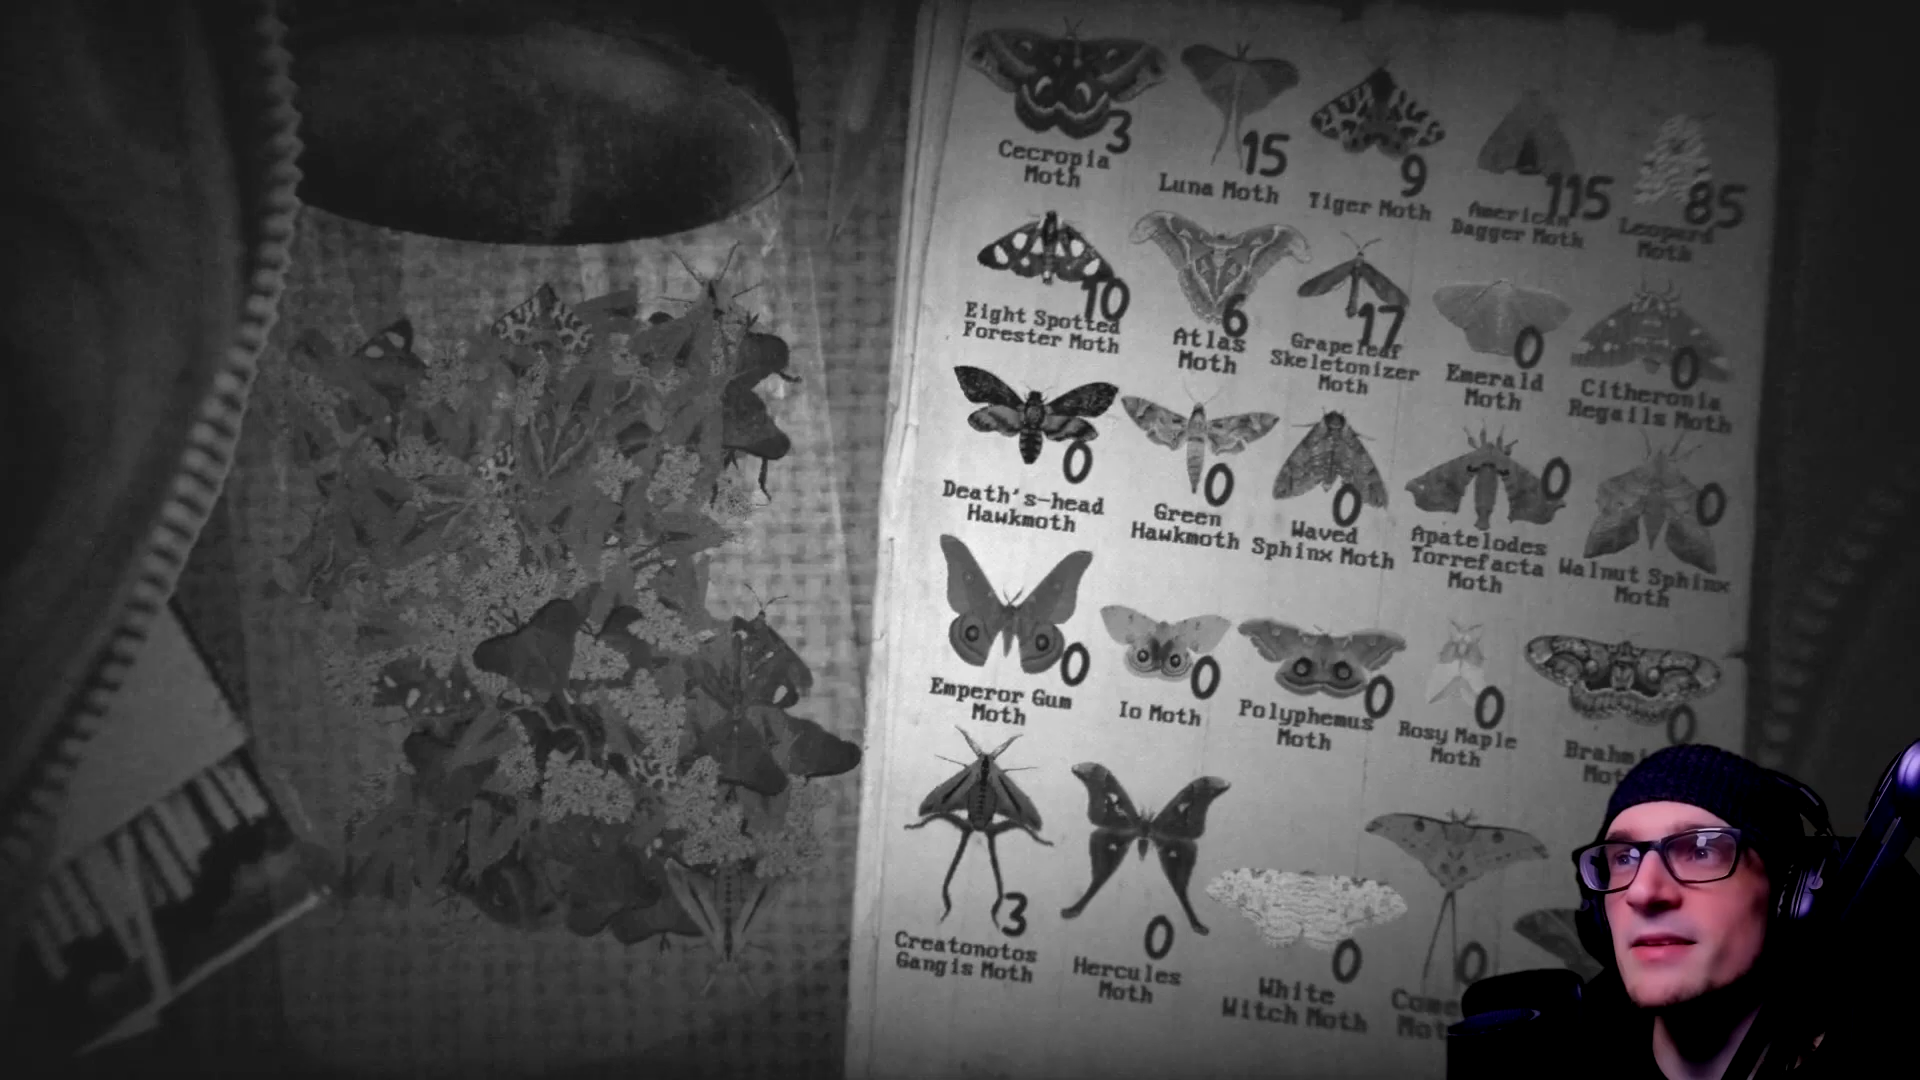 3
Cecropia
Moth
15
Luna Moth
9
Tiger Moth
115
American
Dagger Moth
85
Leopard
Moth
10
Eight Spotted
Forester Moth
6
Atlas
Moth
17
Grapeleaf
Skeletonizer
Moth
0
Emerald
Moth
0
Citheronia
Regails Moth
0
Death's-head
Hawkmoth
0
Green
Hawkmoth
0
Waved
Sphinx Moth
0
Apatelodes
Torrefacta
Moth
0
Walnut Sphinx
Moth
0
Emperor Gum
Moth
0
Io Moth
0
Polyphemus
Moth
0
Rosy Maple
Moth
0
3
Creatonotos
Gangis Moth
0
Hercules
Moth
0
White
Witch Moth
0